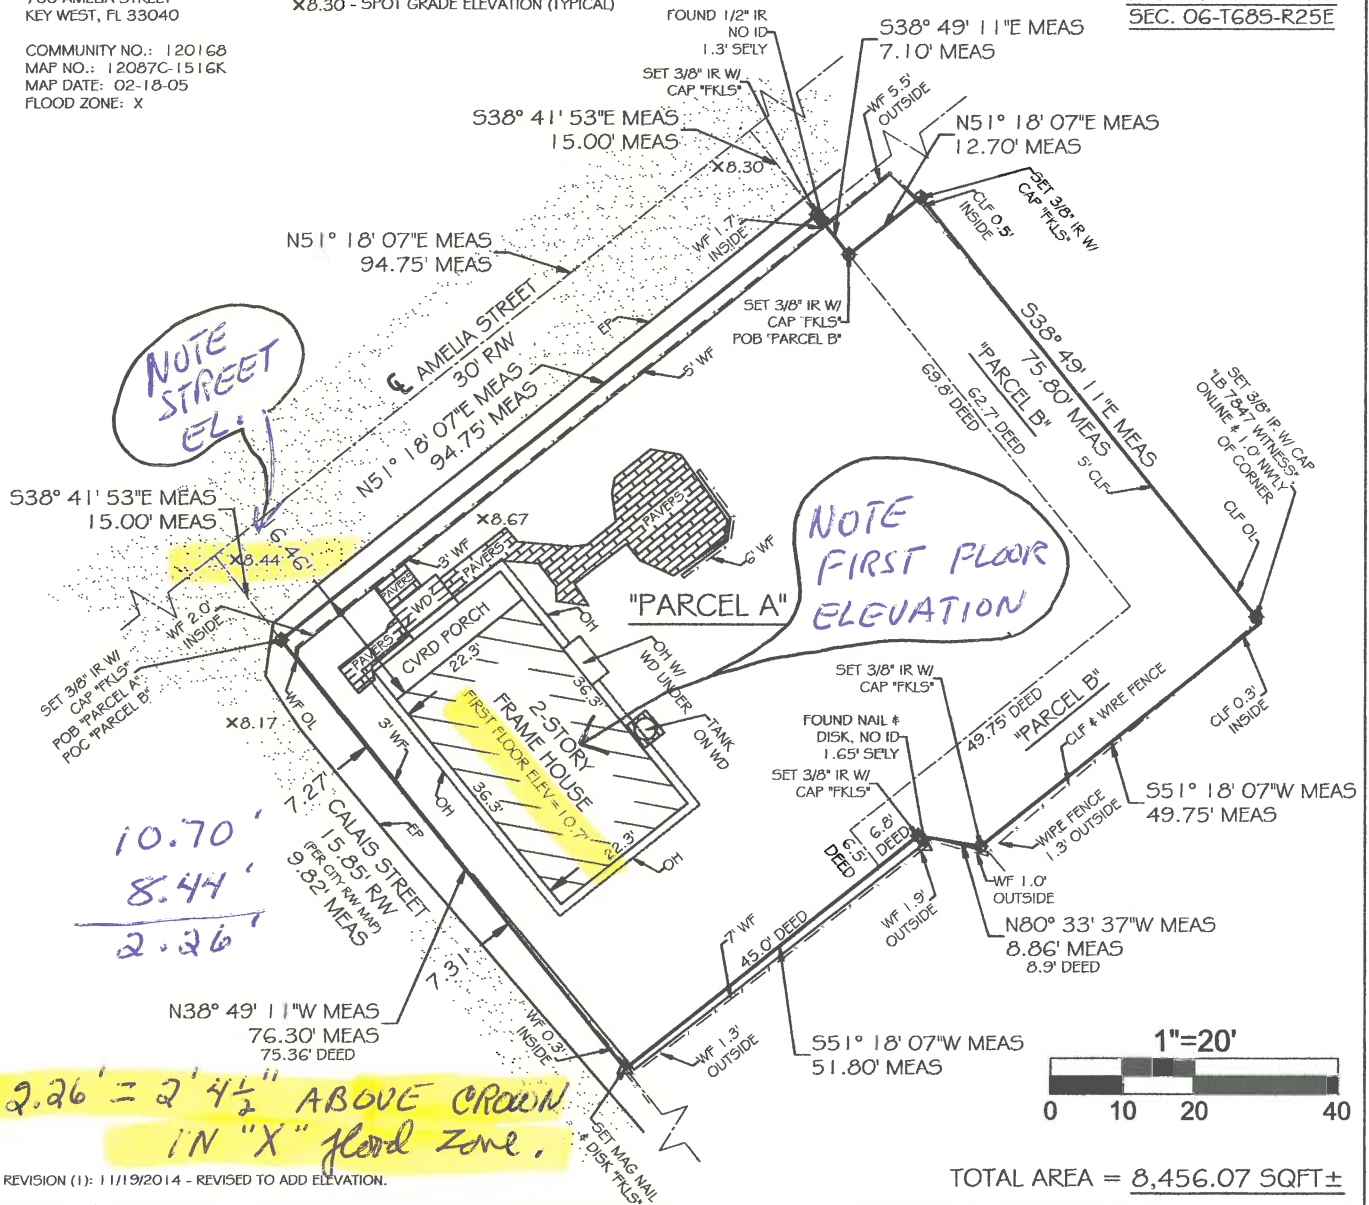 KEY WEST, FL 33040
X8.30 - SPOT GRADE ELEVATION (TYPICAL)
SEC. 06-T68S-R25E
COMMUNITY NO.: 120168
MAP NO.: 12087C-1516K
MAP DATE: 02-18-05
FLOOD ZONE: X
FOUND 1/2" IR
NO ID
1.3' SE'LY
SET 3/8" IR W/
CAP "FKLS"
S38° 49' 11"E MEAS
7.10' MEAS
S38° 41' 53"E MEAS
15.00' MEAS
WF 5.5'
OUTSIDE
N51° 18' 07"E MEAS
12.70' MEAS
X8.30
SET 3/8" IR W/
CAP "FKLS"
CLF 0.5'
INSIDE
WF 1.7'
INSIDE
N51° 18' 07"E MEAS
94.75' MEAS
SET 3/8" IR W/
CAP "FKLS"
POB "PARCEL B"
EP
AMELIA STREET
30' R/W
5' WF
N51° 18' 07"E MEAS
94.75' MEAS
NOTE
STREET
EL.
S38° 49' 11"E MEAS
75.80' MEAS
"PARCEL B"
62.7' DEED
69.8' DEED
5' CLF
SET 3/8" IP W/ CAP
"LB 7847 WITNESS"
ONLINE & 1.0' NW'LY
OF CORNER
CLF OL
S38° 41' 53"E MEAS
15.00' MEAS
6.46'
X8.44
X8.67
PAVERS
6' WF
3' WF
PAVERS
PAVERS
WD
PAVERS
CVRD PORCH
OH
NOTE
FIRST FLOOR
ELEVATION
"PARCEL A"
WF 2.0'
INSIDE
SET 3/8" IR W/
CAP "FKLS"
POB "PARCEL A"
POC "PARCEL B"
WF OL
X8.17
22.3'
36.3'
2-STORY
FRAME HOUSE
FIRST FLOOR ELEV = 10.7'
36.3'
22.3'
OH W/
WD UNDER
TANK
ON WD
3' WF
OH
OH
SET 3/8" IR W/
CAP "FKLS"
FOUND NAIL &
DISK, NO ID
1.65' SE'LY
SET 3/8" IR W/
CAP "FKLS"
49.75' DEED
"PARCEL B"
CLF & WIRE FENCE
CLF 0.3'
INSIDE
S51° 18' 07"W MEAS
49.75' MEAS
WIRE FENCE
1.3' OUTSIDE
6.8'
DEED
6.5'
DEED
7.27'
CALAIS STREET
15.85' R/W
(PER CITY R/W MAP)
9.82' MEAS
EP
7.31'
10.70'
8.44'
2.26'
WF 1.0'
OUTSIDE
WF 1.9'
OUTSIDE
N80° 33' 37"W MEAS
8.86' MEAS
8.9' DEED
7' WF
45.0' DEED
N38° 49' 11"W MEAS
76.30' MEAS
75.36' DEED
WF 0.3'
INSIDE
WF 1.3'
OUTSIDE
S51° 18' 07"W MEAS
51.80' MEAS
1"=20'
0 10 20 40
2.26' = 2' 4 1/2" ABOVE CROWN
IN "X" flood Zone.
SET MAG NAIL
& DISK "FKLS"
REVISION (1): 11/19/2014 - REVISED TO ADD ELEVATION.
TOTAL AREA = 8,456.07 SQFT±